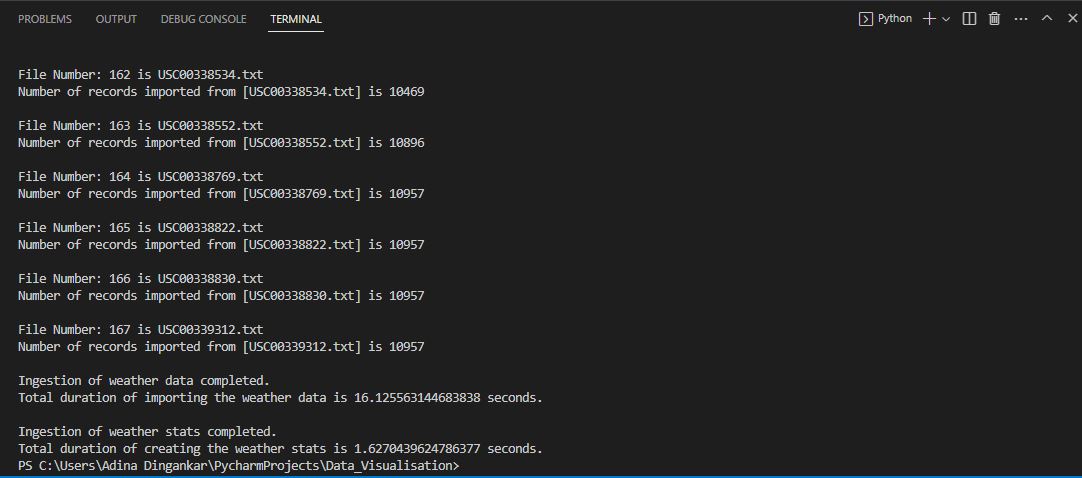 PROBLEMS OUTPUT DEBUG CONSOLE TERMINAL Python
File Number: 162 is USC00338534.txt
Number of records imported from [USC00338534.txt] is 10469
File Number: 163 is USC00338552.txt
Number of records imported from [USC00338552.txt] is 10896
File Number: 164 is USC00338769.txt
Number of records imported from [USC00338769.txt] is 10957
File Number: 165 is USC00338822.txt
Number of records imported from [USC00338822.txt] is 10957
File Number: 166 is USC00338830.txt
Number of records imported from [USC00338830.txt] is 10957
File Number: 167 is USC00339312.txt
Number of records imported from [USC00339312.txt] is 10957
Ingestion of weather data completed.
Total duration of importing the weather data is 16.125563144683838 seconds.
Ingestion of weather stats completed.
Total duration of creating the weather stats is 1.6270439624786377 seconds.
PS C:\Users\Adina Dingankar\PycharmProjects\Data_Visualisation>